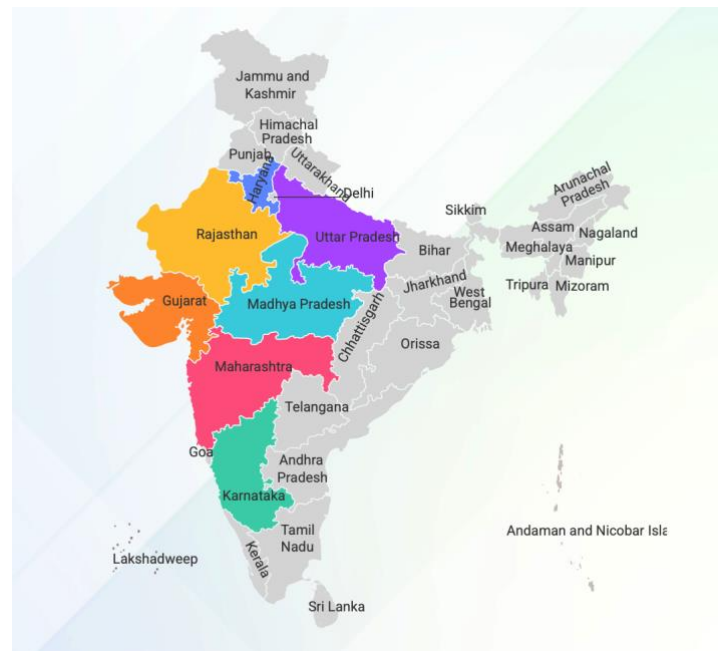 Jammu and
Kashmir
Himachal
Pradesh
Punjab
Uttarakhand
Haryana
Delhi
Rajasthan
Uttar Pradesh
Sikkim
Arunachal
Pradesh
Assam
Nagaland
Bihar
Meghalaya
Manipur
Gujarat
Madhya Pradesh
Jharkhand
West
Bengal
Tripura
Mizoram
Chhattisgarh
Orissa
Maharashtra
Telangana
Goa
Andhra
Pradesh
Karnataka
Tamil
Nadu
Andaman and Nicobar Isla
Lakshadweep
Kerala
Sri Lanka